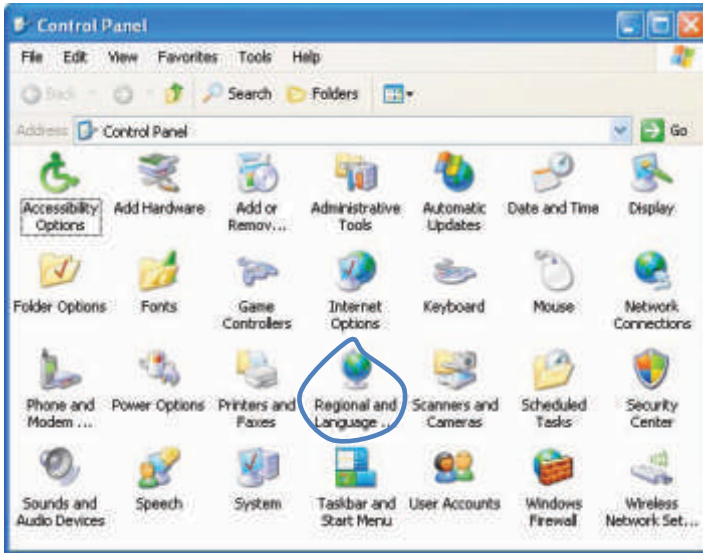 Control Panel
File Edit View Favorites Tools Help
Back Search Folders
Address Control Panel Go
Accessibility Options
Add Hardware
Add or Remov...
Administrative Tools
Automatic Updates
Date and Time
Display
Folder Options
Fonts
Game Controllers
Internet Options
Keyboard
Mouse
Network Connections
Phone and Modem ...
Power Options
Printers and Faxes
Regional and Language ...
Scanners and Cameras
Scheduled Tasks
Security Center
Sounds and Audio Devices
Speech
System
Taskbar and Start Menu
User Accounts
Windows Firewall
Wireless Network Set...